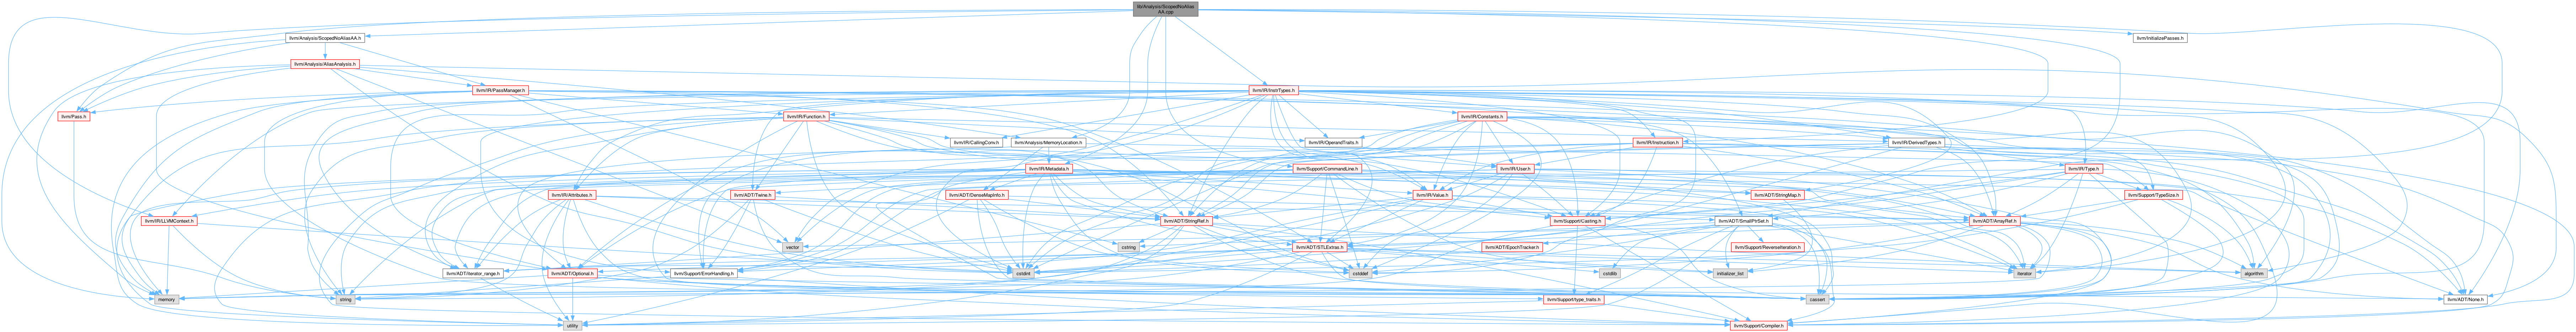 lib/Analysis/ScopedNoAlias
AA.cpp
llvm/Analysis/ScopedNoAliasAA.h
llvm/InitializePasses.h
llvm/Analysis/AliasAnalysis.h
llvm/IR/PassManager.h
llvm/IR/InstrTypes.h
llvm/Pass.h
llvm/IR/Function.h
llvm/IR/Constants.h
llvm/IR/CallingConv.h
llvm/Analysis/MemoryLocation.h
llvm/IR/OperandTraits.h
llvm/IR/Instruction.h
llvm/IR/DerivedTypes.h
llvm/IR/Metadata.h
llvm/Support/CommandLine.h
llvm/IR/User.h
llvm/IR/Type.h
llvm/IR/Attributes.h
llvm/ADT/Twine.h
llvm/ADT/DenseMapInfo.h
llvm/IR/Value.h
llvm/ADT/StringMap.h
llvm/Support/TypeSize.h
llvm/IR/LLVMContext.h
llvm/ADT/StringRef.h
llvm/Support/Casting.h
llvm/ADT/SmallPtrSet.h
llvm/ADT/ArrayRef.h
vector
cstring
llvm/ADT/STLExtras.h
llvm/ADT/EpochTracker.h
llvm/Support/ReverseIteration.h
llvm/ADT/iterator_range.h
llvm/ADT/Optional.h
llvm/Support/ErrorHandling.h
cstdint
cstddef
cstdlib
initializer_list
iterator
algorithm
memory
string
llvm/Support/type_traits.h
cassert
llvm/ADT/None.h
utility
llvm/Support/Compiler.h